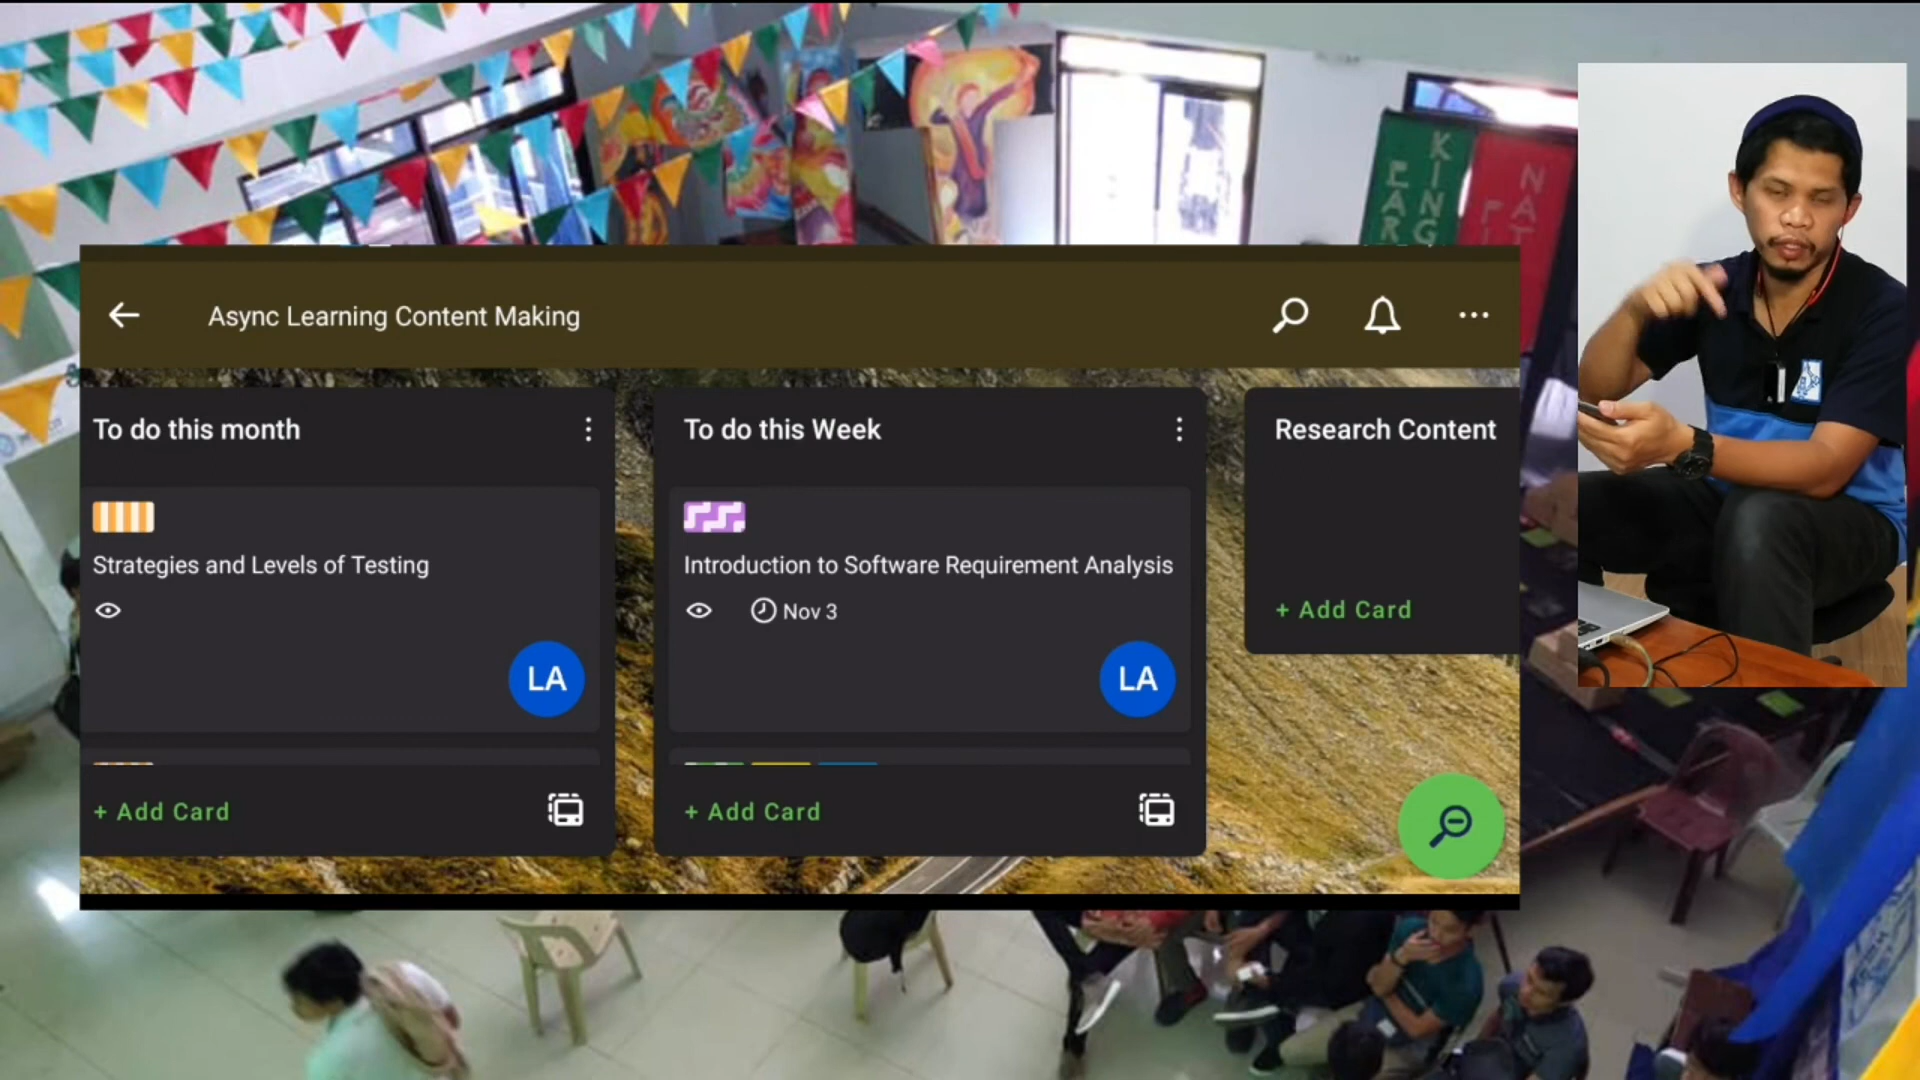 Async Learning Content Making
To do this month
Strategies and Levels of Testing
LA
+ Add Card
To do this Week
Introduction to Software Requirement Analysis
Nov 3
LA
+ Add Card
Research Content
+ Add Card
KING